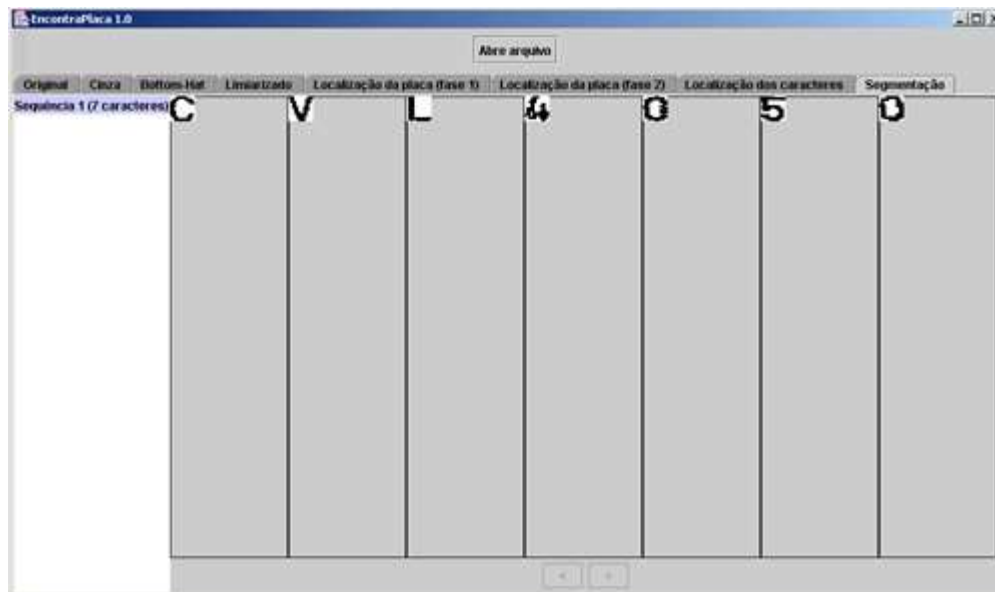 EncontraPlaca 1.0
Abre arquivo
Original Cinza Bottom-Hat Limiarizado Localização da placa (fase 1) Localização da placa (fase 2) Localização dos caracteres Segmentação
Sequência 1 (7 caracteres) C V L 4 0 5 0
< >